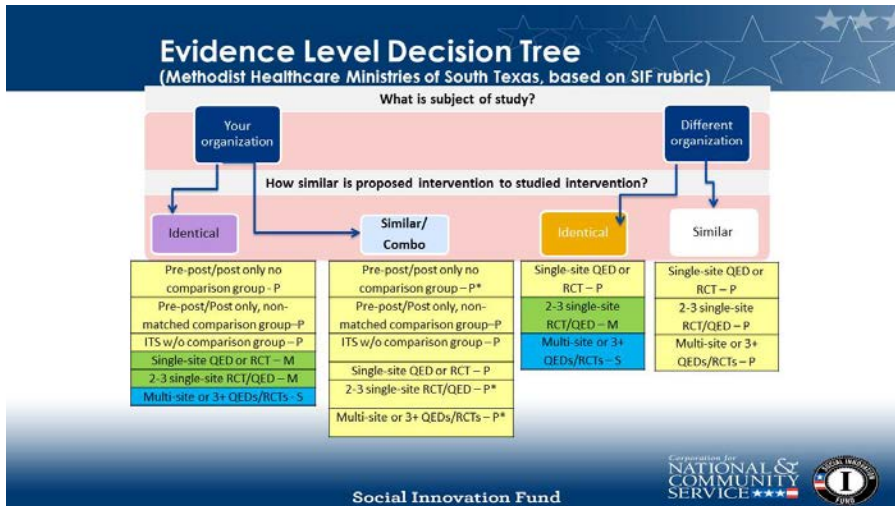 Evidence Level Decision Tree
(Methodist Healthcare Ministries of South Texas, based on SIF rubric)
What is subject of study?
Your
organization
Different
organization
How similar is proposed intervention to studied intervention?
Identical
Similar/
Combo
Identical
Similar
Pre-post/post only no
comparison group - P
Pre-post/Post only, non-
matched comparison group–P
ITS w/o comparison group – P
Single-site QED or RCT – M
2-3 single-site RCT/QED – M
Multi-site or 3+ QEDs/RCTs - S
Pre-post/post only no
comparison group – P*
Pre-post/Post only, non-
matched comparison group–P
ITS w/o comparison group – P
Single-site QED or RCT – P
2-3 single-site RCT/QED – P*
Multi-site or 3+ QEDs/RCTs – P*
Single-site QED or
RCT – P
2-3 single-site
RCT/QED – M
Multi-site or 3+
QEDs/RCTs – S
Single-site QED or
RCT – P
2-3 single-site
RCT/QED – P
Multi-site or 3+
QEDs/RCTs – P
Social Innovation Fund
Corporation for
NATIONAL &
COMMUNITY
SERVICE
SOCIAL INNOVATION
I
FUND